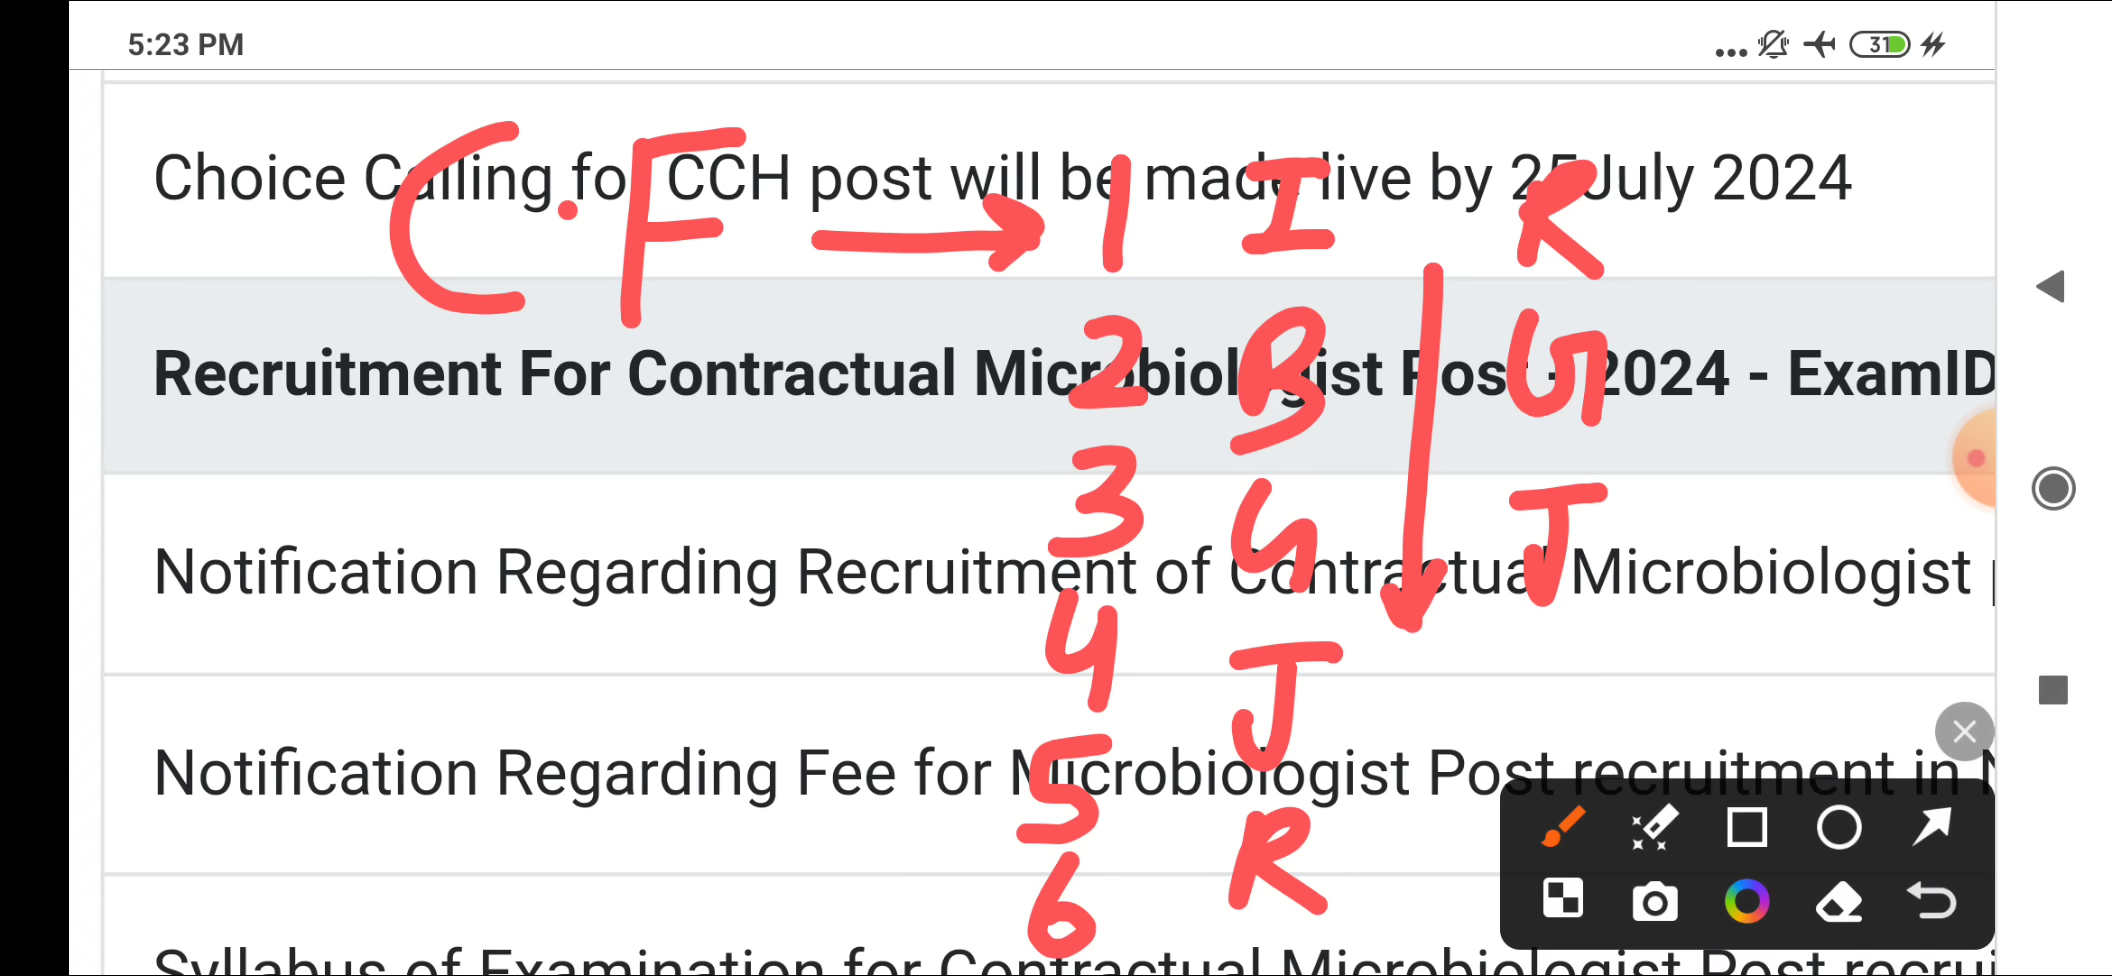 5:23 PM
31
Choice Calling for CCH post will be made live by 25 July 2024
C.F → 1 I R
2 B G
3 G J
4 J
5 R
6
Recruitment For Contractual Microbiologist Post - 2024 - ExamID
Notification Regarding Recruitment of Contractual Microbiologist
Notification Regarding Fee for Microbiologist Post recruitment in
Syllabus of Examination for Contractual Microbiologist Post recrui